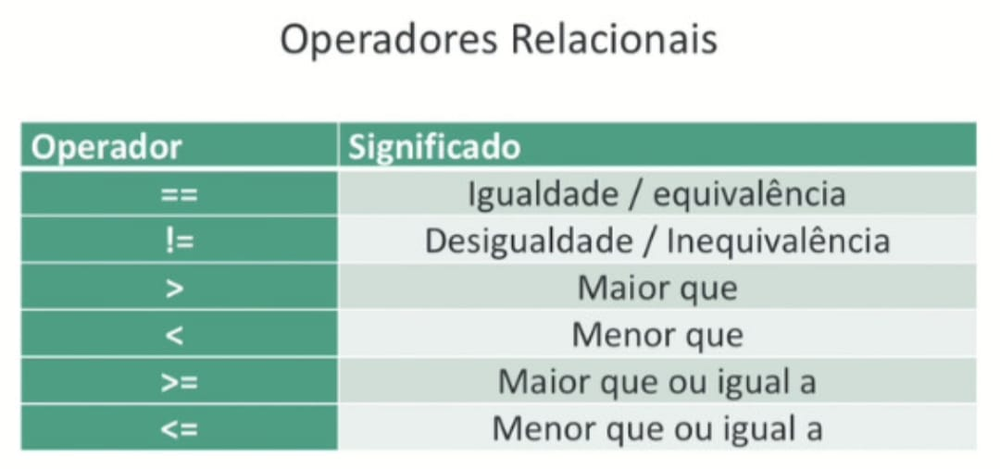 Operadores Relacionais
Operador Significado
== Igualdade / equivalência
!= Desigualdade / Inequivalência
> Maior que
< Menor que
>= Maior que ou igual a
<= Menor que ou igual a